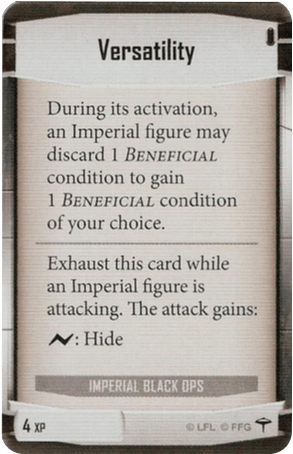 Versatility
During its activation,
an Imperial figure may
discard 1 BENEFICIAL
condition to gain
1 BENEFICIAL condition
of your choice.
Exhaust this card while
an Imperial figure is
attacking. The attack gains:
: Hide
IMPERIAL BLACK OPS
4 XP
© LFL © FFG